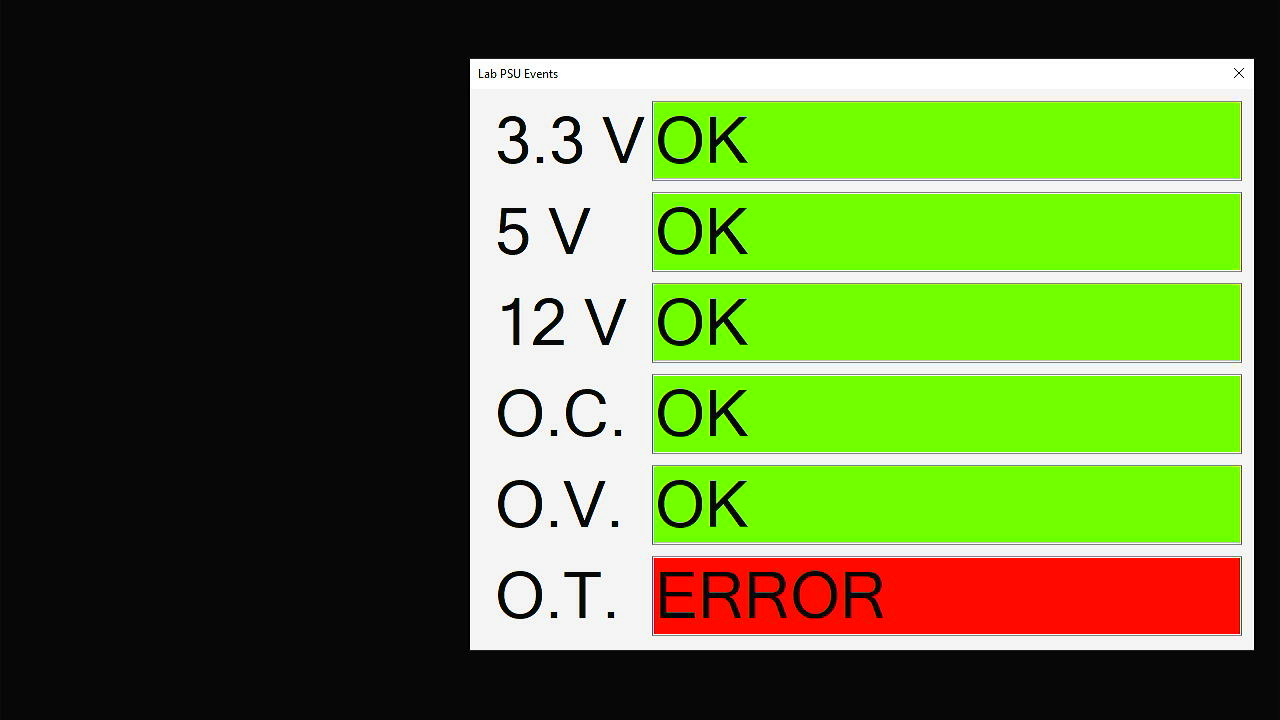 Lab PSU Events
3.3 V OK
5 V OK
12 V OK
O.C. OK
O.V. OK
O.T. ERROR